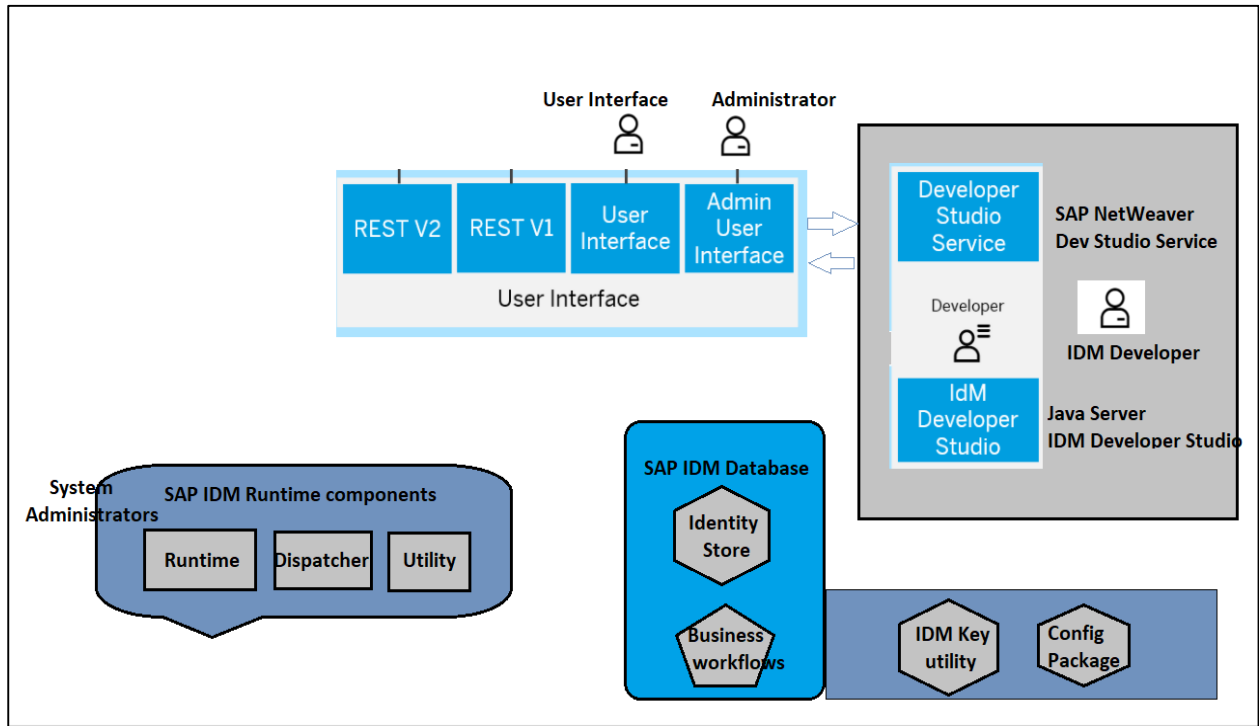 User Interface
Administrator
REST V2
REST V1
User
Interface
Admin
User
Interface
User Interface
Developer
Studio
Service
SAP NetWeaver
Dev Studio Service
Developer
IDM Developer
IdM
Developer
Studio
Java Server
IDM Developer Studio
System
Administrators
SAP IDM Runtime components
Runtime
Dispatcher
Utility
SAP IDM Database
Identity
Store
Business
workflows
IDM Key
utility
Config
Package